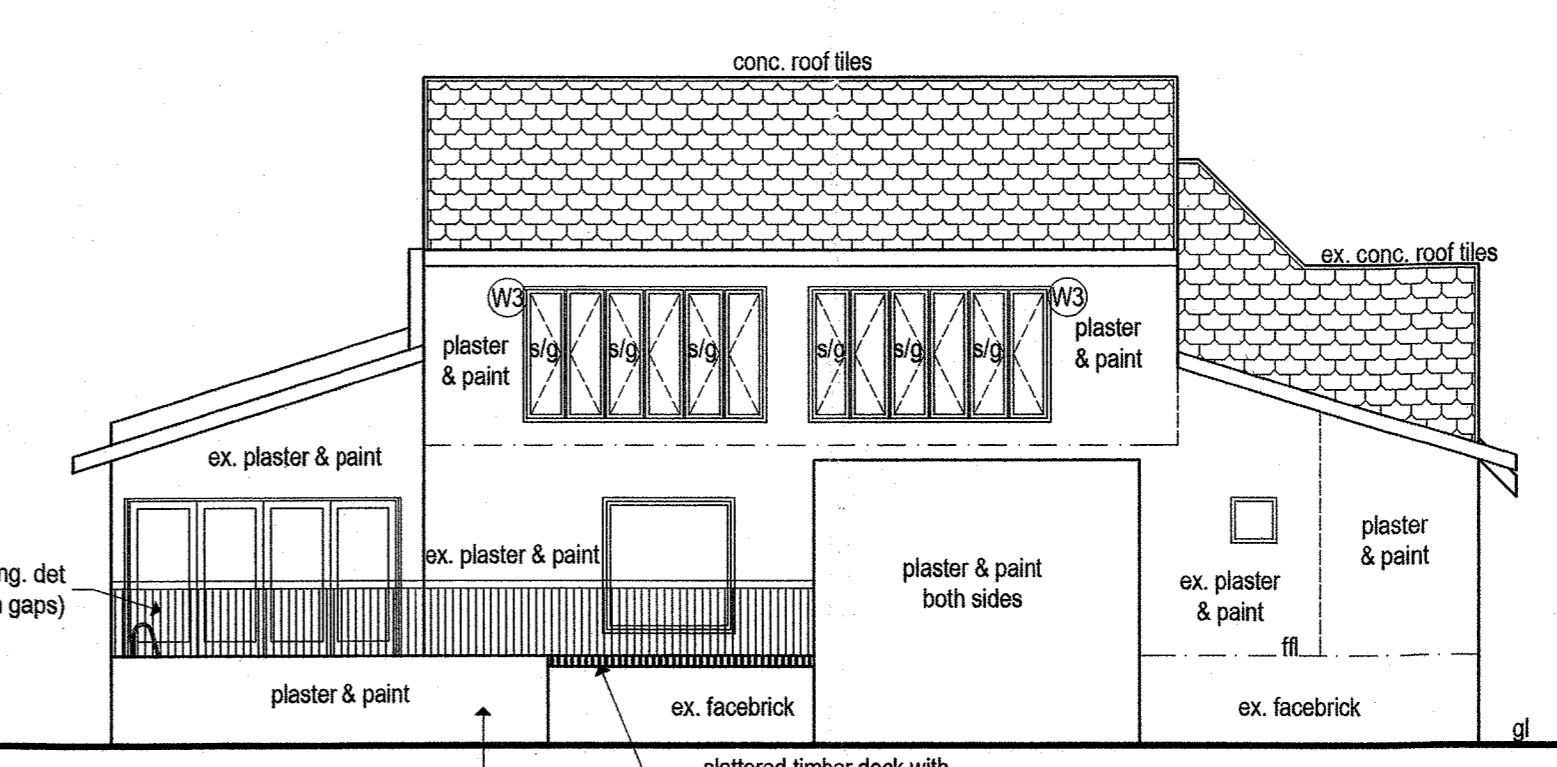 conc. roof tiles
ex. conc. roof tiles
W3
W3
plaster
& paint
s/g
s/g
s/g
s/g
s/g
s/g
plaster
& paint
ex. plaster & paint
ex. plaster & paint
plaster & paint
both sides
plaster
& paint
ex. plaster
& paint
det
gaps)
ffl
plaster & paint
ex. facebrick
ex. facebrick
gl
slattered timber deck with